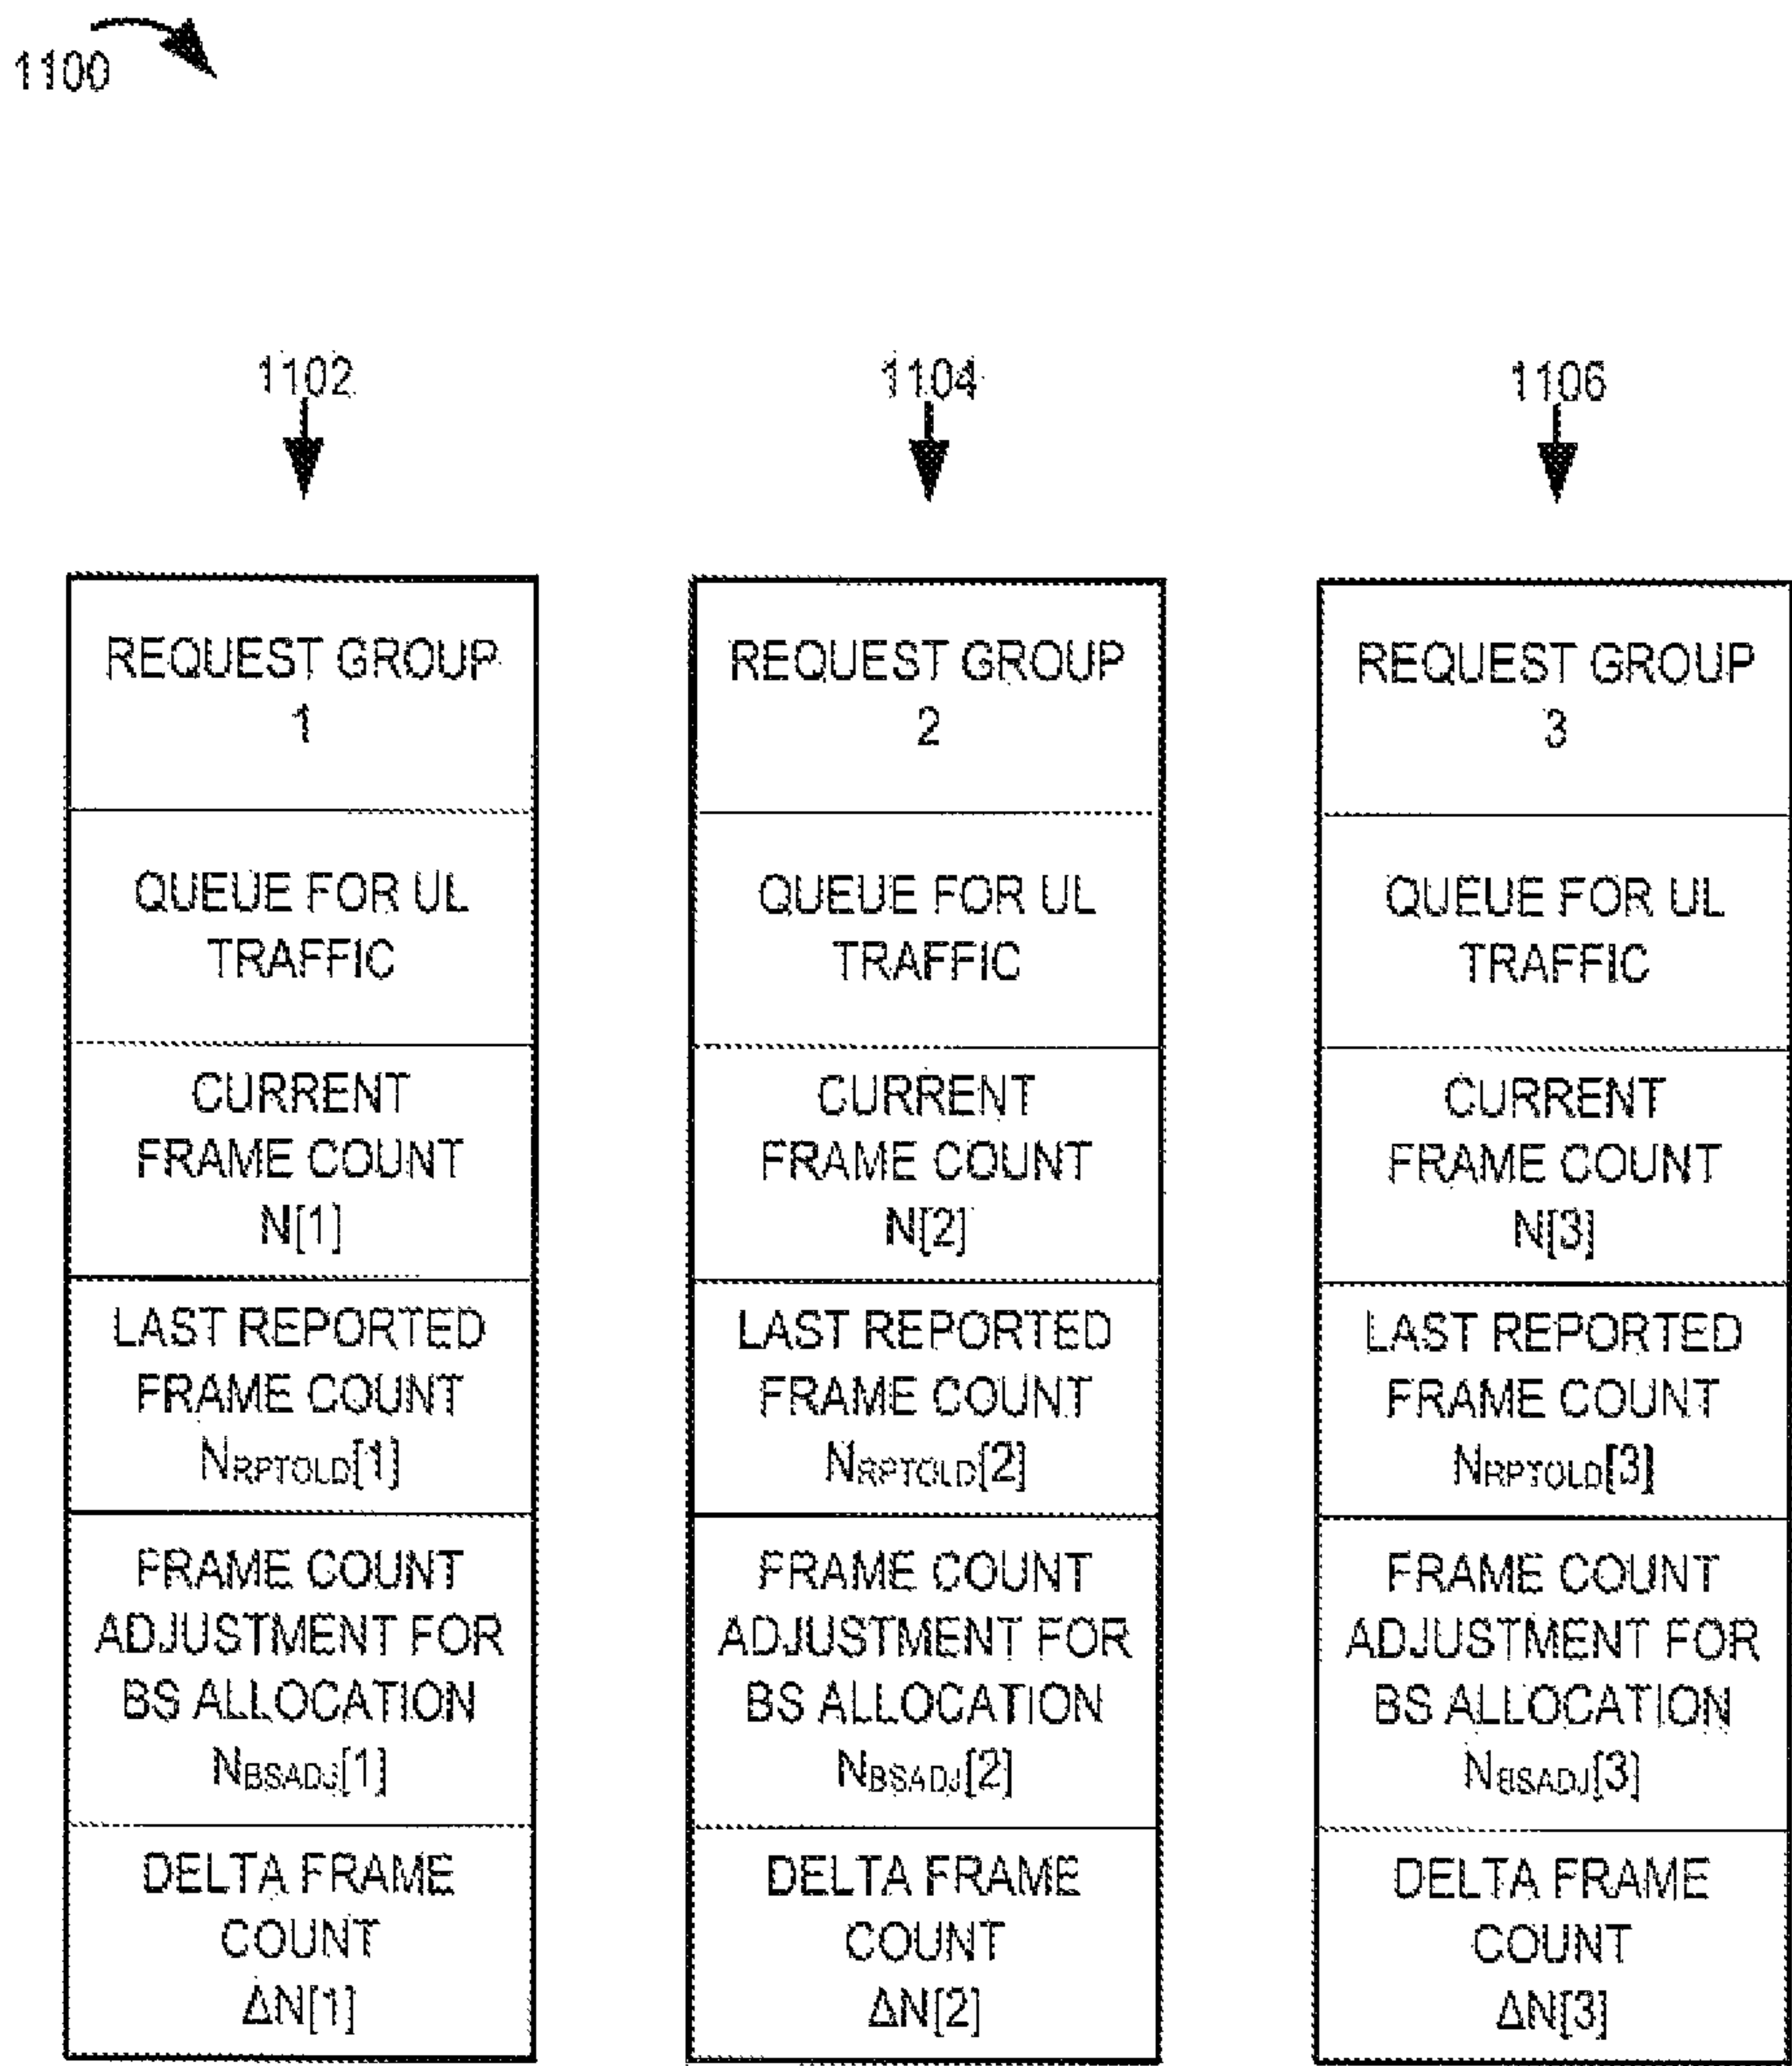 1100
1102
1104
1106
REQUEST GROUP
1
QUEUE FOR UL
TRAFFIC
CURRENT
FRAME COUNT
N[1]
LAST REPORTED
FRAME COUNT
NRPTOLD[1]
FRAME COUNT
ADJUSTMENT FOR
BS ALLOCATION
NBSADJ[1]
DELTA FRAME
COUNT
ΔN[1]
REQUEST GROUP
2
QUEUE FOR UL
TRAFFIC
CURRENT
FRAME COUNT
N[2]
LAST REPORTED
FRAME COUNT
NRPTOLD[2]
FRAME COUNT
ADJUSTMENT FOR
BS ALLOCATION
NBSADJ[2]
DELTA FRAME
COUNT
ΔN[2]
REQUEST GROUP
3
QUEUE FOR UL
TRAFFIC
CURRENT
FRAME COUNT
N[3]
LAST REPORTED
FRAME COUNT
NRPTOLD[3]
FRAME COUNT
ADJUSTMENT FOR
BS ALLOCATION
NBSADJ[3]
DELTA FRAME
COUNT
ΔN[3]